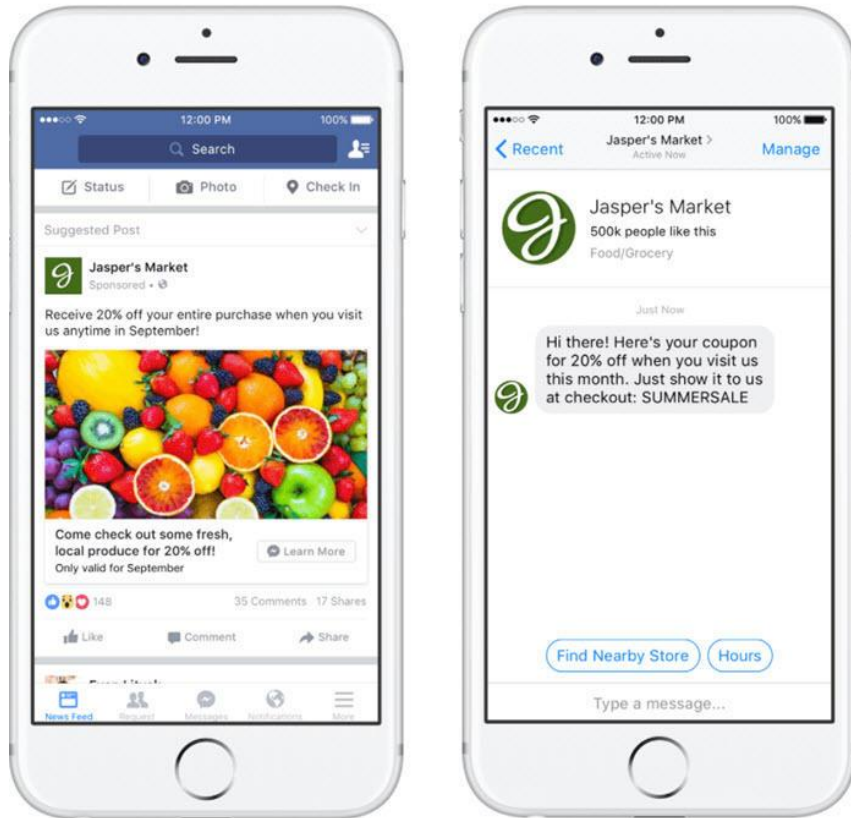 12:00 PM
100%
Search
Status
Photo
Check In
Suggested Post
Jasper's Market
Sponsored •
Receive 20% off your entire purchase when you visit
us anytime in September!
Come check out some fresh,
local produce for 20% off!
Only valid for September
Learn More
148
35 Comments 17 Shares
Like
Comment
Share
News Feed
Request
Messages
Notifications
More
12:00 PM
100%
Recent
Jasper's Market >
Active Now
Manage
Jasper's Market
500k people like this
Food/Grocery
Just Now
Hi there! Here's your coupon
for 20% off when you visit us
this month. Just show it to us
at checkout: SUMMERSALE
Find Nearby Store
Hours
Type a message...